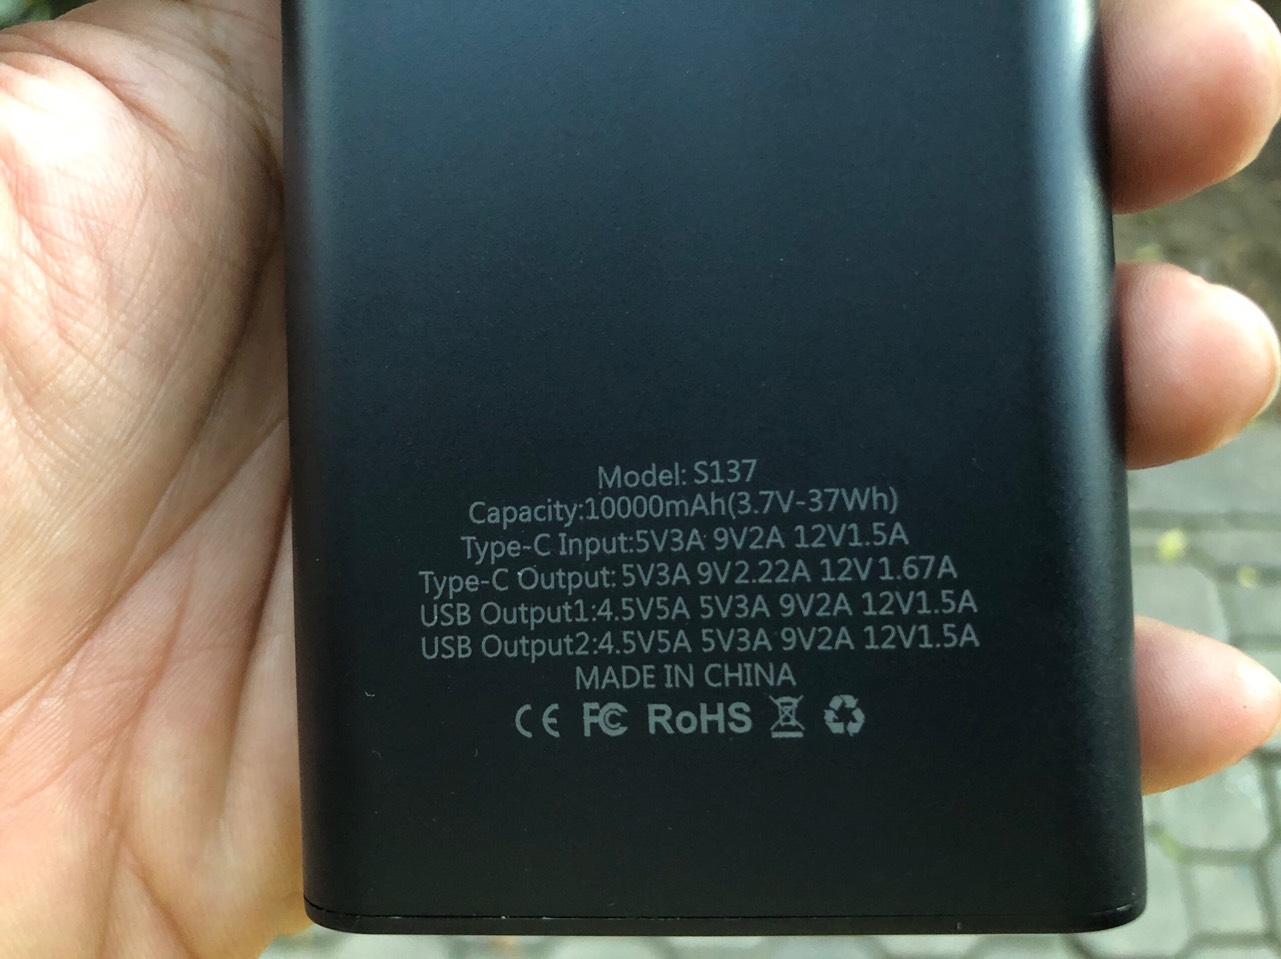 Model: S137
Capacity:10000mAh(3.7V-37Wh)
Type-C Input:5V3A 9V2A 12V1.5A
Type-C Output: 5V3A 9V2.22A 12V 1.67A
USB Output1:4.5V5A 5V3A 9V2A 12V1.5A
USB Output2:4.5V5A 5V3A 9V2A 12V1.5A
MADE IN CHINA
CE FC RoHS